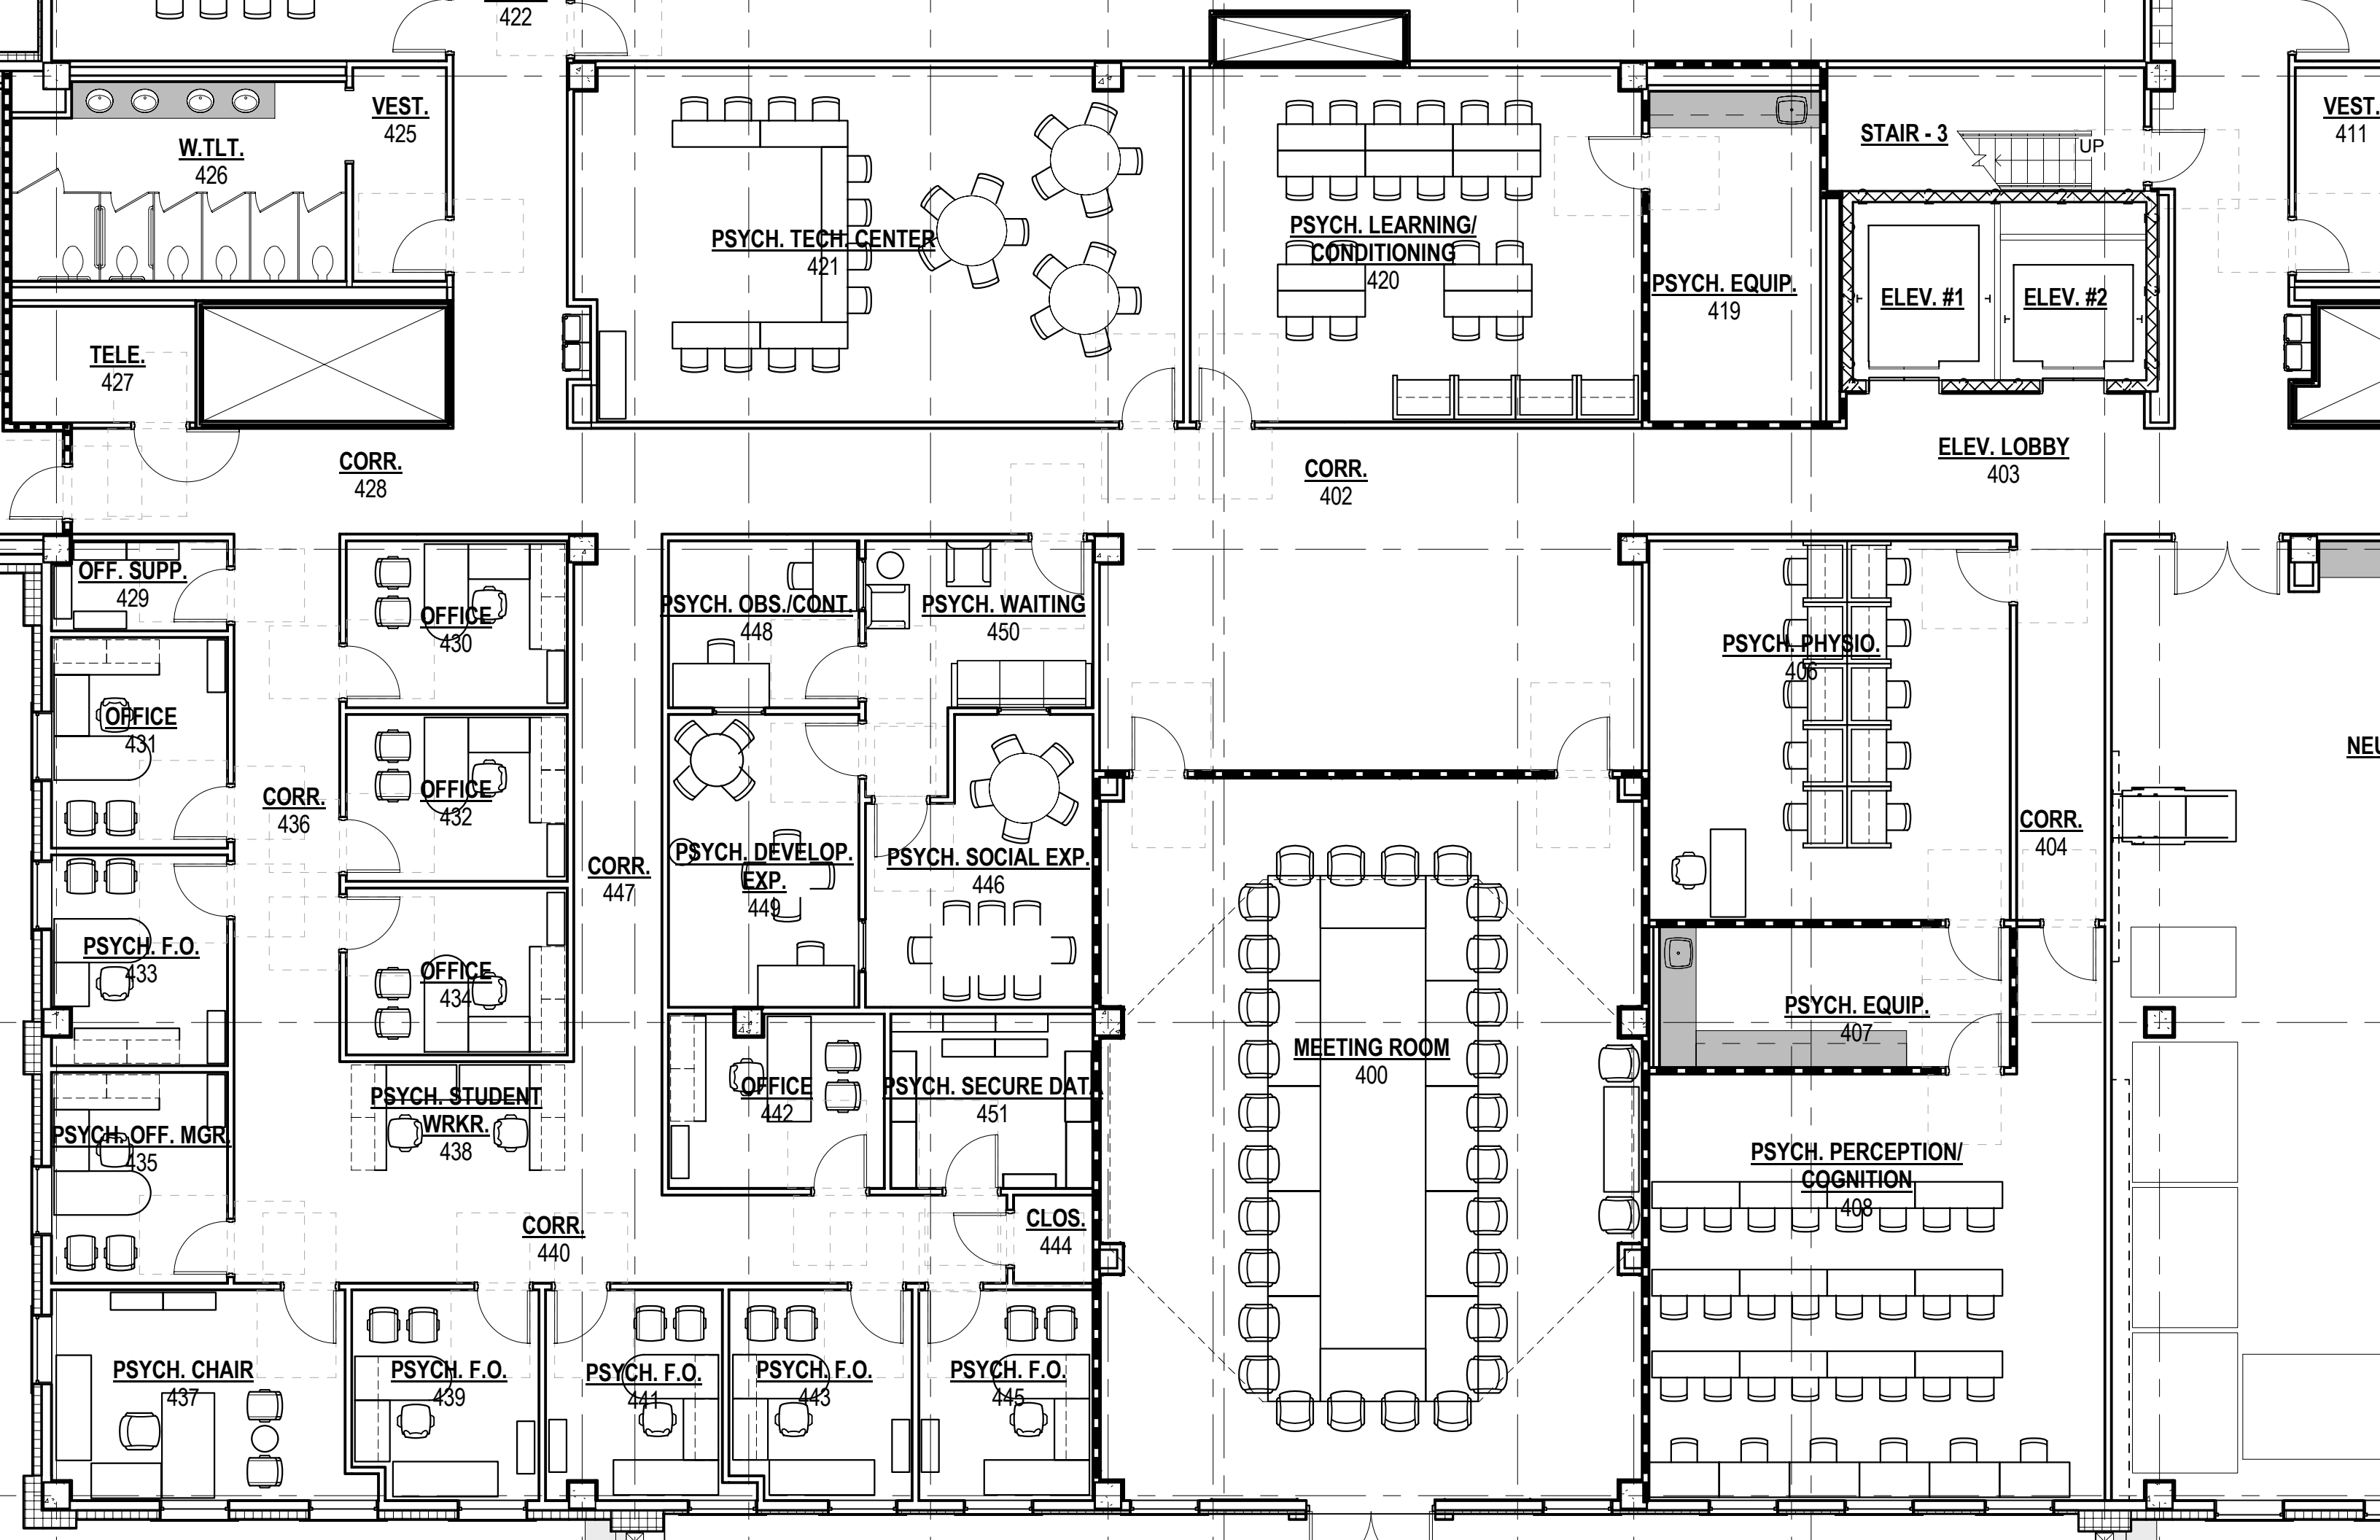 422
VEST.
425
W.TLT.
426
TELE.
427
PSYCH. TECH. CENTER
421
PSYCH. LEARNING/
CONDITIONING
420
PSYCH. EQUIP.
419
STAIR - 3
UP
ELEV. #1
ELEV. #2
VEST.
411
CORR.
428
CORR.
402
ELEV. LOBBY
403
OFF. SUPP.
429
OFFICE
430
PSYCH. OBS./CONT.
448
PSYCH. WAITING
450
PSYCH. PHYSIO.
406
OFFICE
431
OFFICE
432
CORR.
436
CORR.
447
PSYCH. DEVELOP.
EXP.
449
PSYCH. SOCIAL EXP.
446
CORR.
404
NEU
PSYCH. F.O.
433
OFFICE
434
PSYCH. EQUIP.
407
MEETING ROOM
400
PSYCH. STUDENT
WRKR.
438
OFFICE
442
PSYCH. SECURE DATA
451
PSYCH. OFF. MGR.
435
PSYCH. PERCEPTION/
COGNITION
408
CORR.
440
CLOS.
444
PSYCH. CHAIR
437
PSYCH. F.O.
439
PSYCH. F.O.
441
PSYCH. F.O.
443
PSYCH. F.O.
445